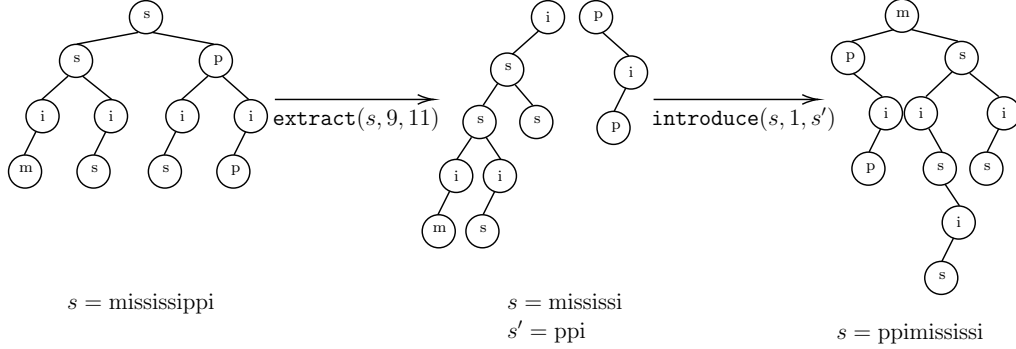 s
s p
i i i i
m s s p
extract(s, 9, 11)
i p
s i
s s p
i i
m s
introduce(s, 1, s′)
m
p s
i i i
p s s
i
s
s = mississippi
s = mississi
s′ = ppi
s = ppimississi